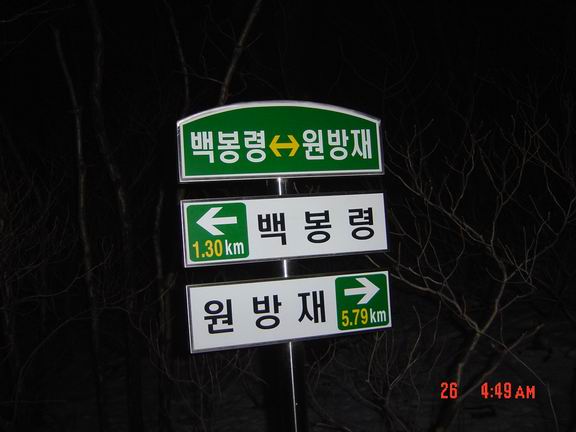 백봉령↔원방재
← 백봉령
1.30km
원방재 →
5.79km
26 4:49AM